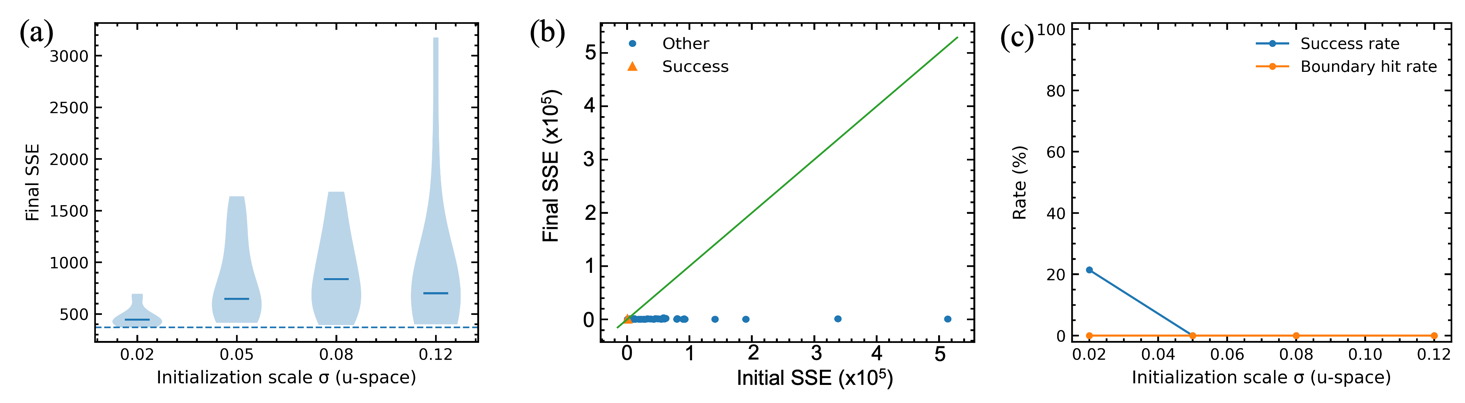 (a)
3000
2500
2000
1500
1000
500
Final SSE
0.02 0.05 0.08 0.12
Initialization scale σ (u-space)
(b)
Other
Success
5
4
3
2
1
0
Final SSE (x10⁵)
0 1 2 3 4 5
Initial SSE (x10⁵)
(c)
Success rate
Boundary hit rate
100
80
60
40
20
0
Rate (%)
0.02 0.04 0.06 0.08 0.10 0.12
Initialization scale σ (u-space)